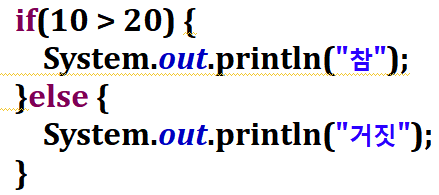 if(10 > 20) {
System.out.println("참");
}else {
System.out.println("거짓");
}